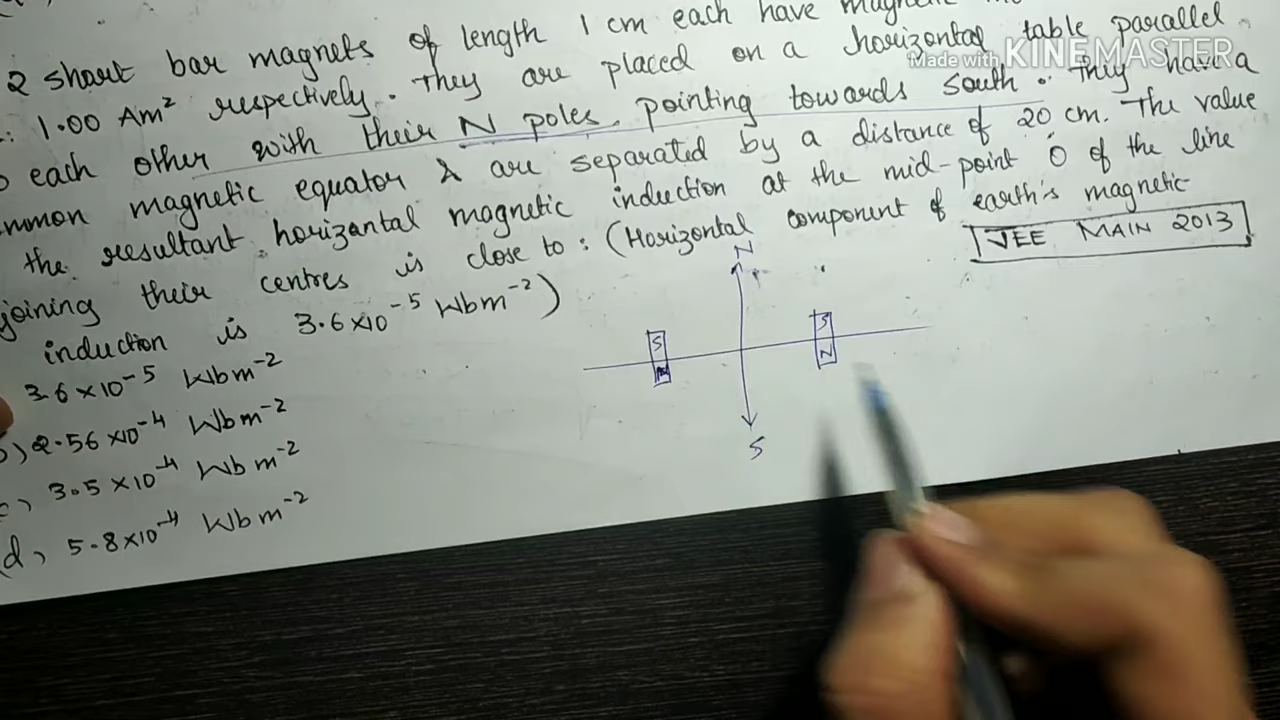 2 short bar magnets of length 1 cm each have
1.00 Am² respectively. They are placed on a horizontal table parallel
each other with their N poles pointing towards south. They have a
mmon magnetic equator & are separated by a distance of 20 cm. The value
the resultant horizontal magnetic induction at the mid-point O of the line
joining their centres is close to: (Horizontal component of earth's magnetic
induction is 3.6×10⁻⁵ Wbm⁻²)
JEE MAIN 2013
3.6×10⁻⁵ Wbm⁻²
b) 2.56×10⁻⁴ Wbm⁻²
c) 3.5×10⁻⁴ Wbm⁻²
(d) 5.8×10⁻⁴ Wbm⁻²
N
S
N
S
N
S
Made with KINEMASTER